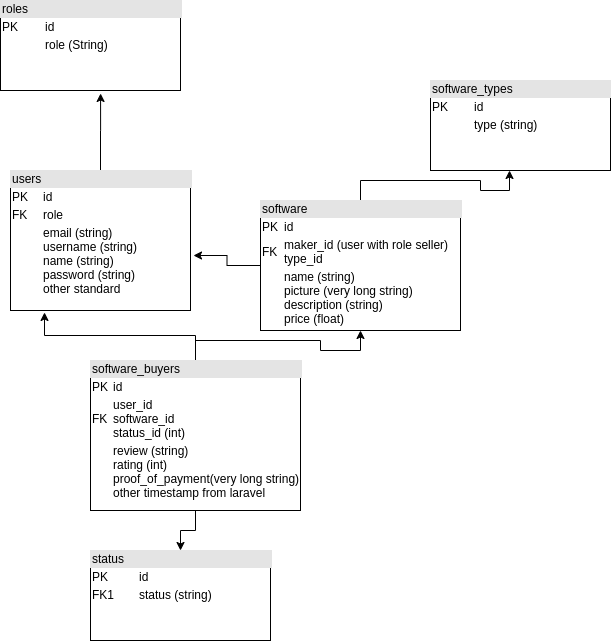 roles
PK id
role (String)
software_types
PK id
type (string)
users
PK id
FK role
email (string)
username (string)
name (string)
password (string)
other standard
software
PK id
FK maker_id (user with role seller)
type_id
name (string)
picture (very long string)
description (string)
price (float)
software_buyers
PK id
user_id
FK software_id
status_id (int)
review (string)
rating (int)
proof_of_payment(very long string)
other timestamp from laravel
status
PK id
FK1 status (string)